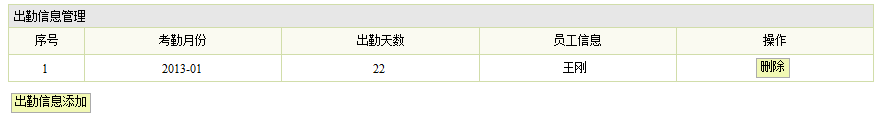 出勤信息管理
序号 考勤月份 出勤天数 员工信息 操作
1 2013-01 22 王刚 删除
出勤信息添加